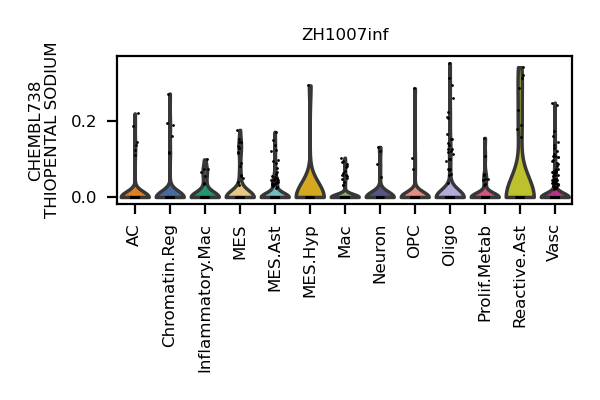 ZH1007inf
CHEMBL738
THIOPENTAL SODIUM
0.2
0.0
AC
Chromatin.Reg
Inflammatory.Mac
MES
MES.Ast
MES.Hyp
Mac
Neuron
OPC
Oligo
Prolif.Metab
Reactive.Ast
Vasc